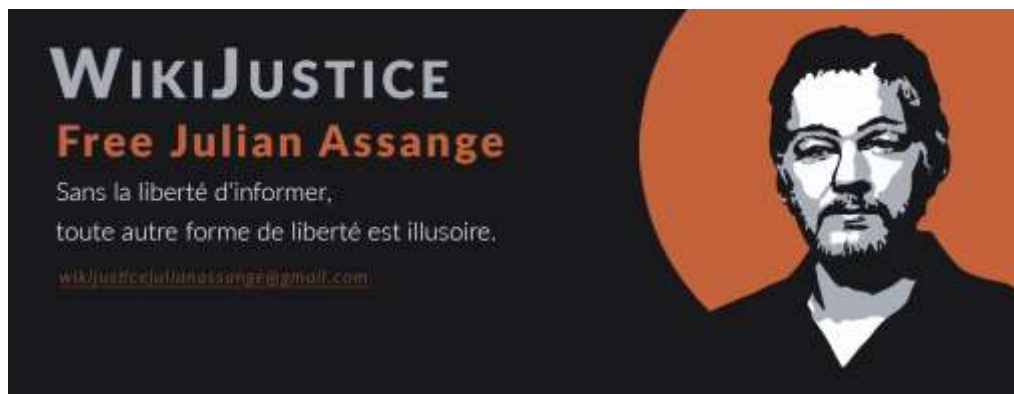 WIKIJUSTICE
Free Julian Assange
Sans la liberté d'informer,
toute autre forme de liberté est illusoire.
wikijusticejulianassange@gmail.com